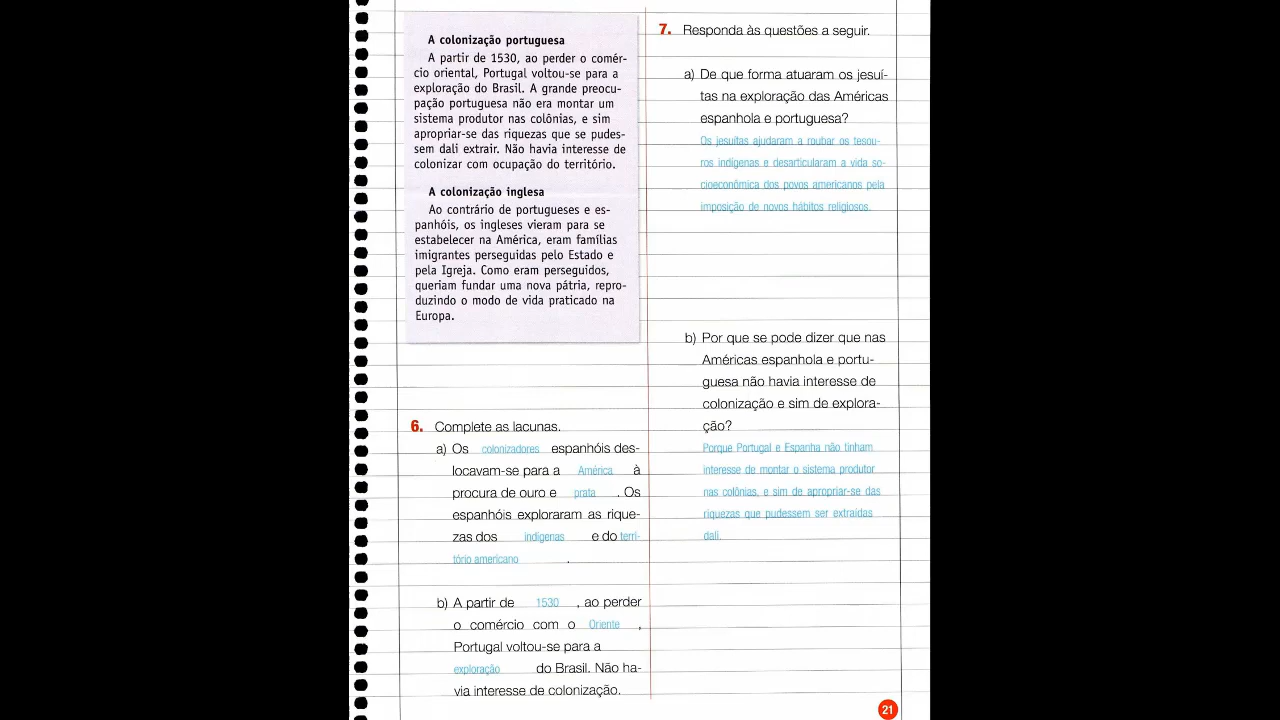 A colonização portuguesa
A partir de 1530, ao perder o comér-
cio oriental, Portugal voltou-se para a
exploração do Brasil. A grande preocu-
pação portuguesa não era montar um
sistema produtor nas colônias, e sim
apropriar-se das riquezas que se pudes-
sem dali extrair. Não havia interesse de
colonizar com ocupação do território.
A colonização inglesa
Ao contrário de portugueses e es-
panhóis, os ingleses vieram para se
estabelecer na América, eram famílias
imigrantes perseguidos pelo Estado e
pela Igreja. Como eram perseguidos,
queriam fundar uma nova pátria, repro-
duzindo o modo de vida praticado na
Europa.
6. Complete as lacunas.
a) Os colonizadores espanhóis des-
locavam-se para a América à
procura de ouro e prata . Os
espanhóis exploraram as rique-
zas dos indígenas e do terri-
tório americano .
b) A partir de 1530 , ao perder
o comércio com o Oriente ,
Portugal voltou-se para a
exploração do Brasil. Não ha-
via interesse de colonização.
7. Responda às questões a seguir.
a) De que forma atuaram os jesuí-
tas na exploração das Américas
espanhola e portuguesa?
Os jesuítas ajudaram a roubar os tesou-
ros indígenas e desarticularam a vida so-
cioeconômica dos povos americanos pela
imposição de novos hábitos religiosos.
b) Por que se pode dizer que nas
Américas espanhola e portu-
guesa não havia interesse de
colonização e sim de explora-
ção?
Porque Portugal e Espanha não tinham
interesse de montar o sistema produtor
nas colônias, e sim de apropriar-se das
riquezas que pudessem ser extraídas
dali.
21